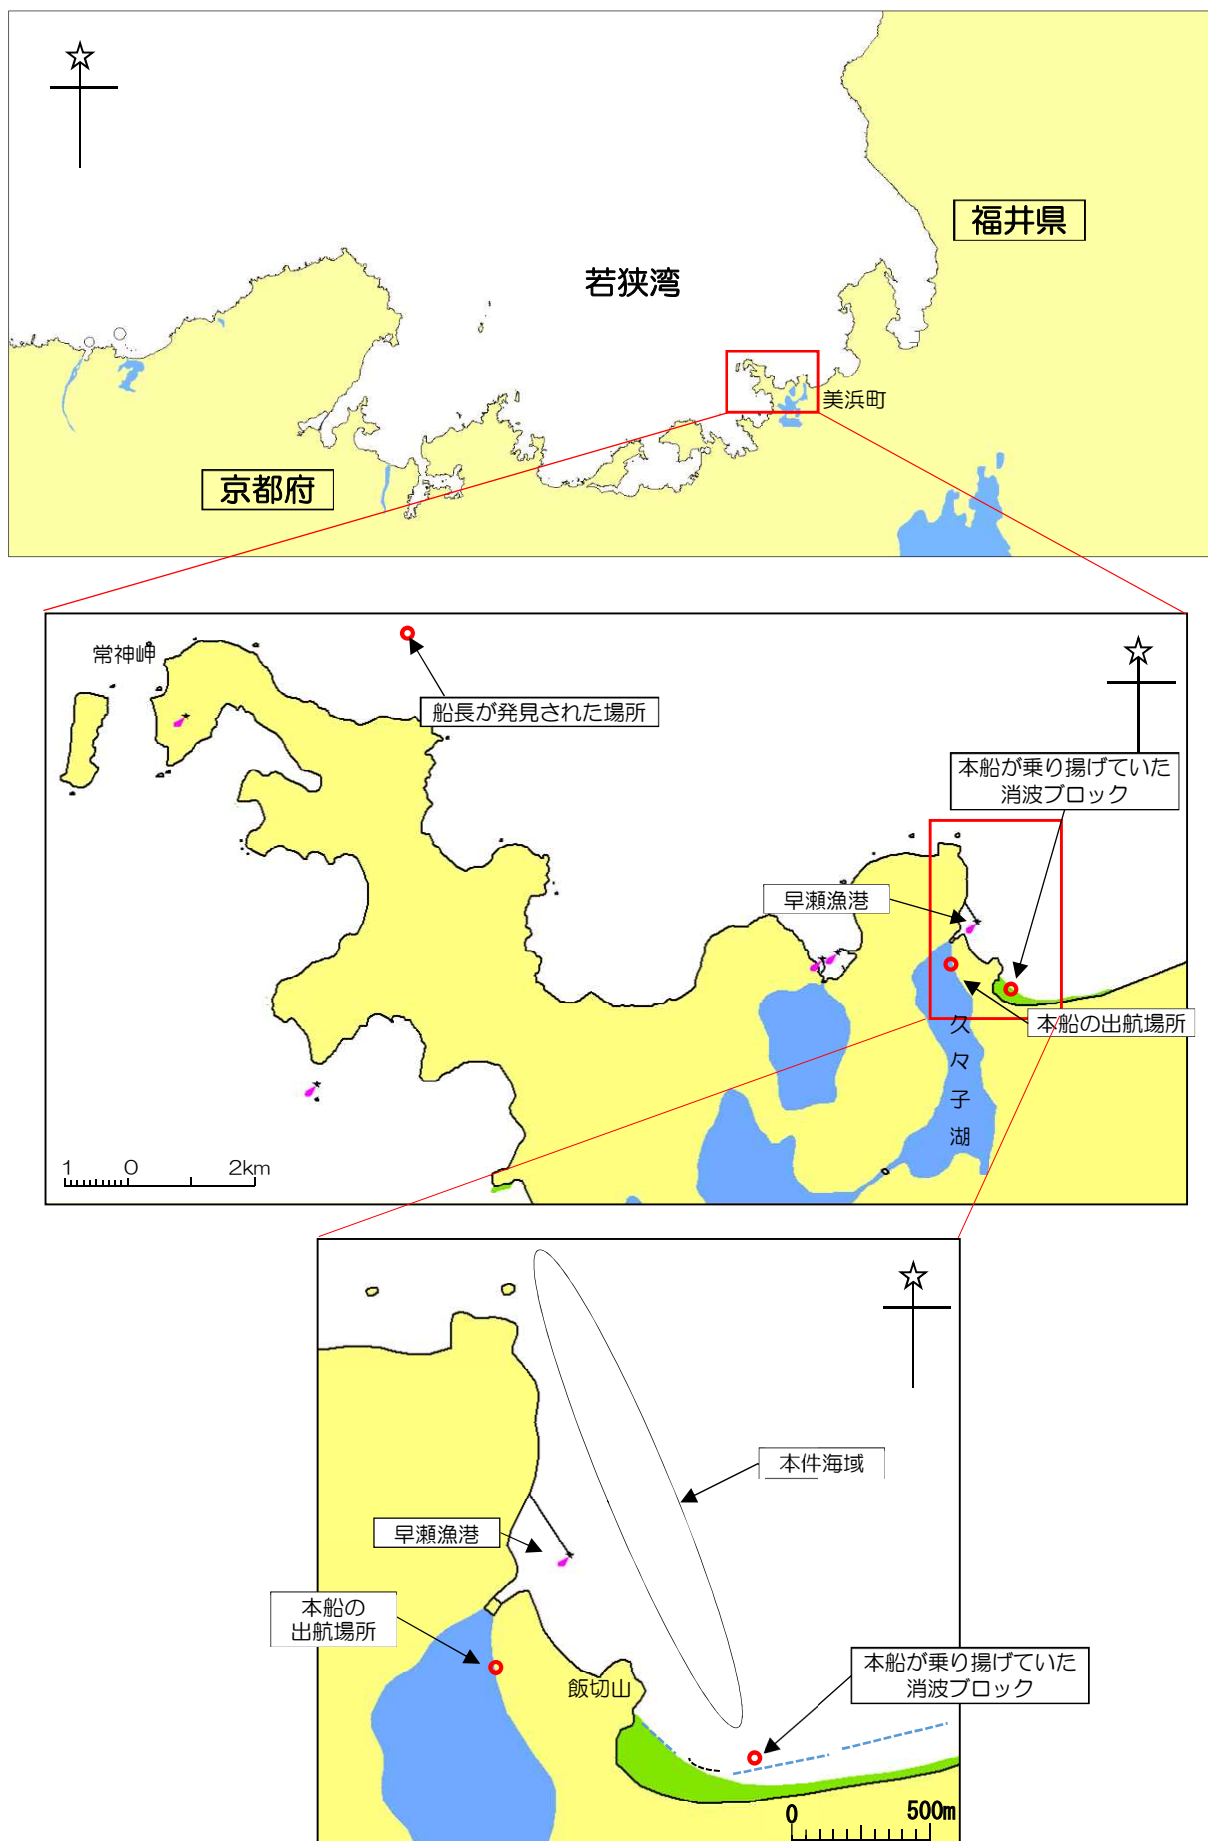 福井県
若狭湾
美浜町
京都府
常神岬
船長が発見された場所
本船が乗り揚げていた
消波ブロック
早瀬漁港
本船の出航場所
久々子湖
1 0 2km
本件海域
早瀬漁港
本船の
出航場所
飯切山
本船が乗り揚げていた
消波ブロック
0 500m